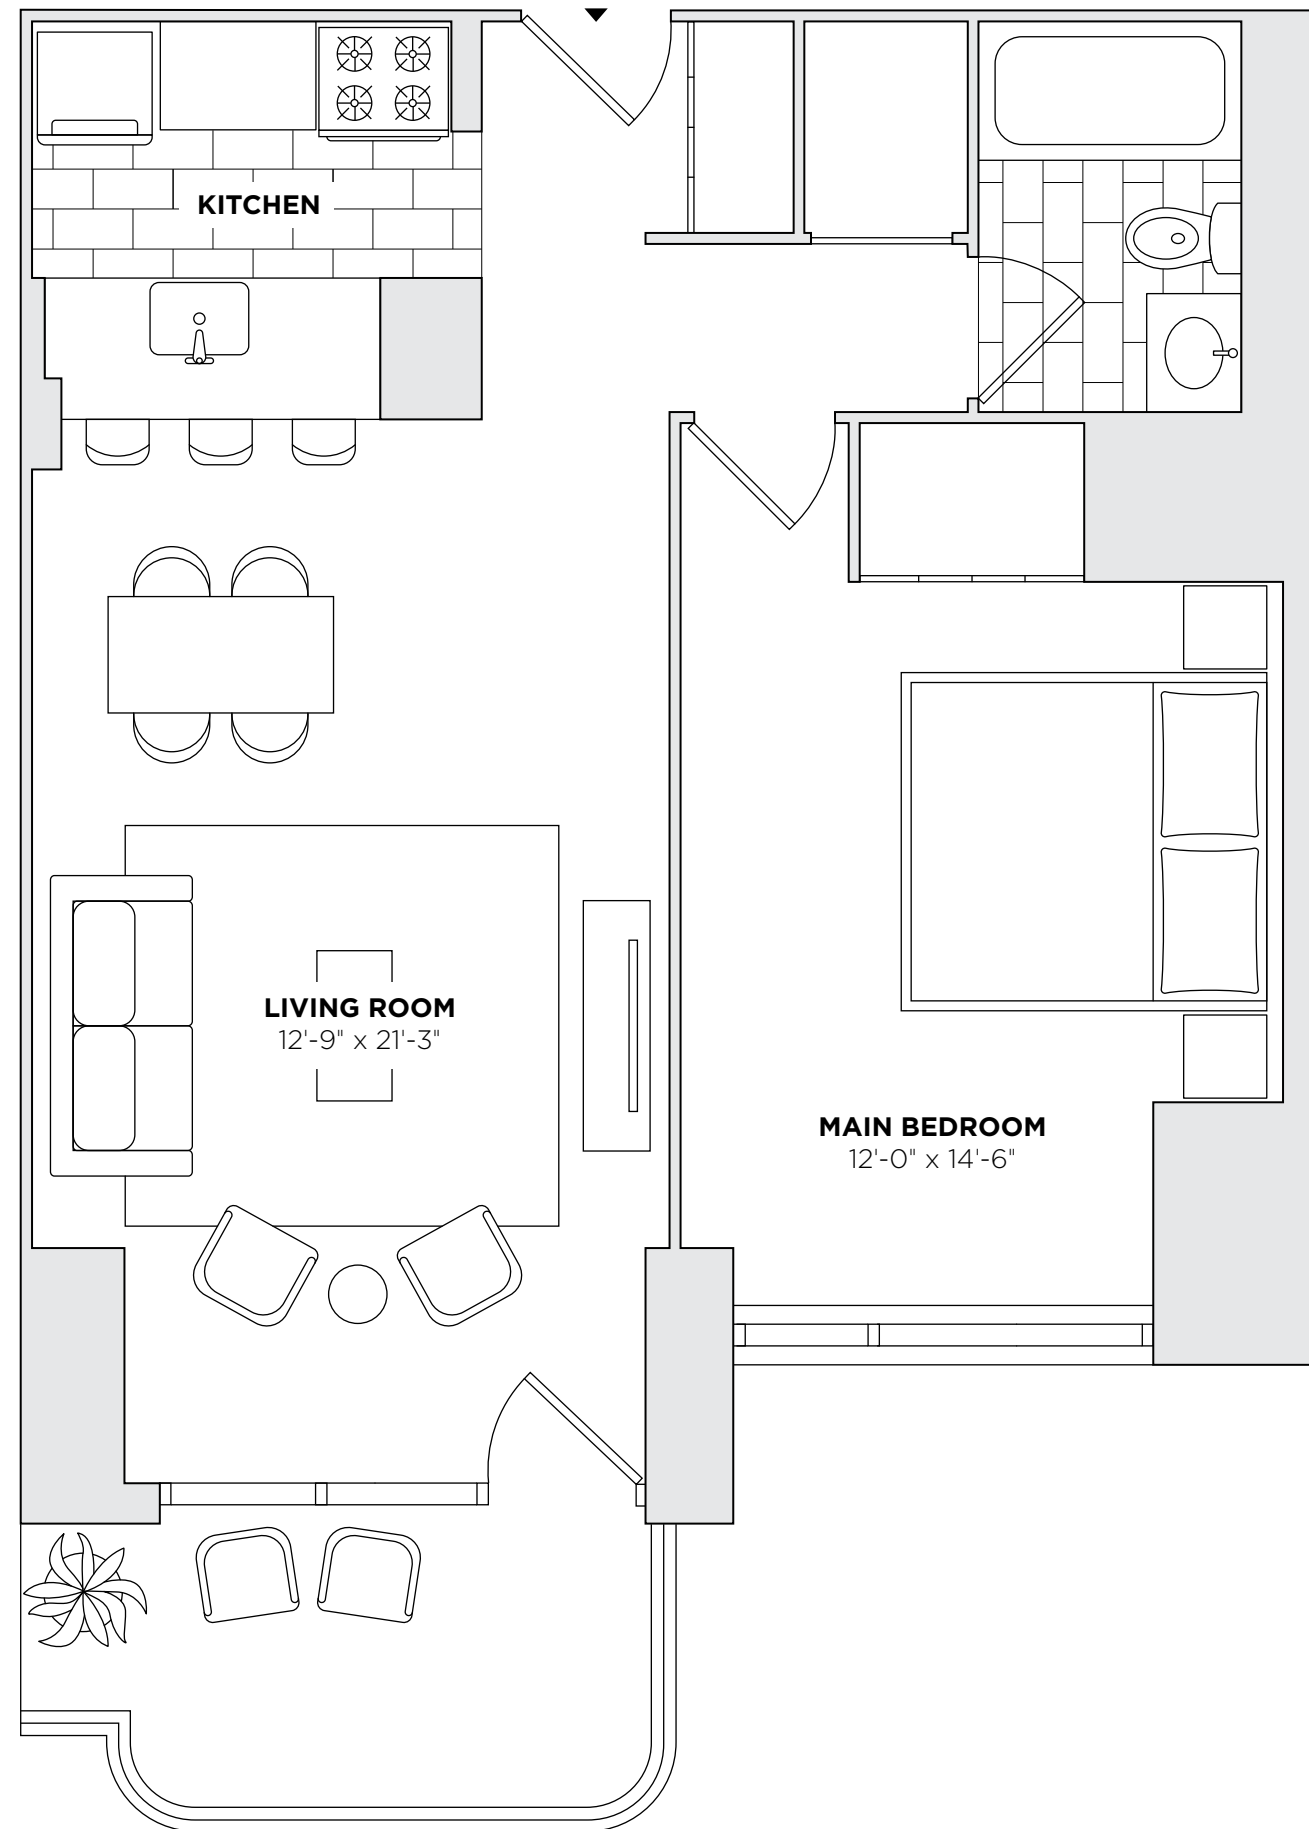 KITCHEN
LIVING ROOM
12'-9" x 21'-3"
MAIN BEDROOM
12'-0" x 14'-6"